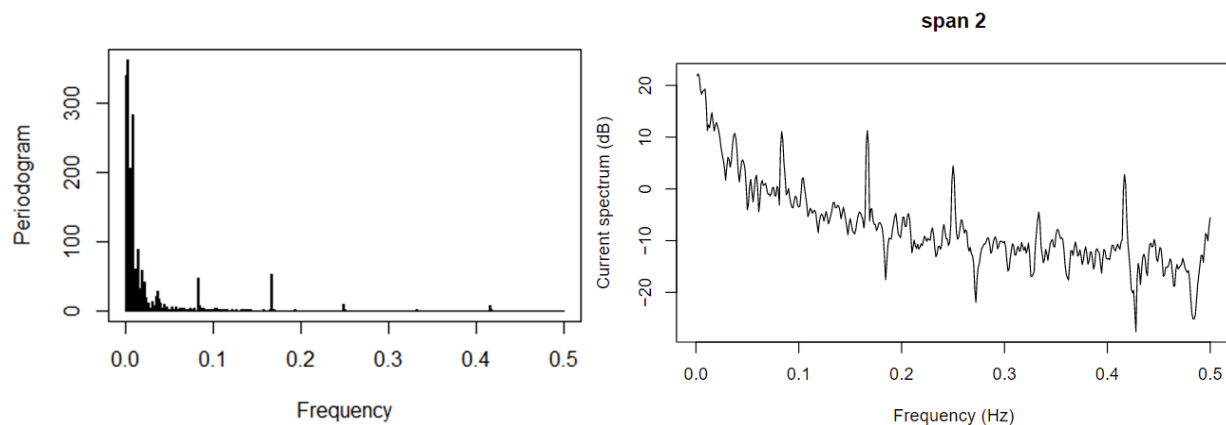 Periodogram
300
200
100
0
0.0 0.1 0.2 0.3 0.4 0.5
Frequency
span 2
Current spectrum (dB)
20
10
0
−10
−20
0.0 0.1 0.2 0.3 0.4 0.5
Frequency (Hz)